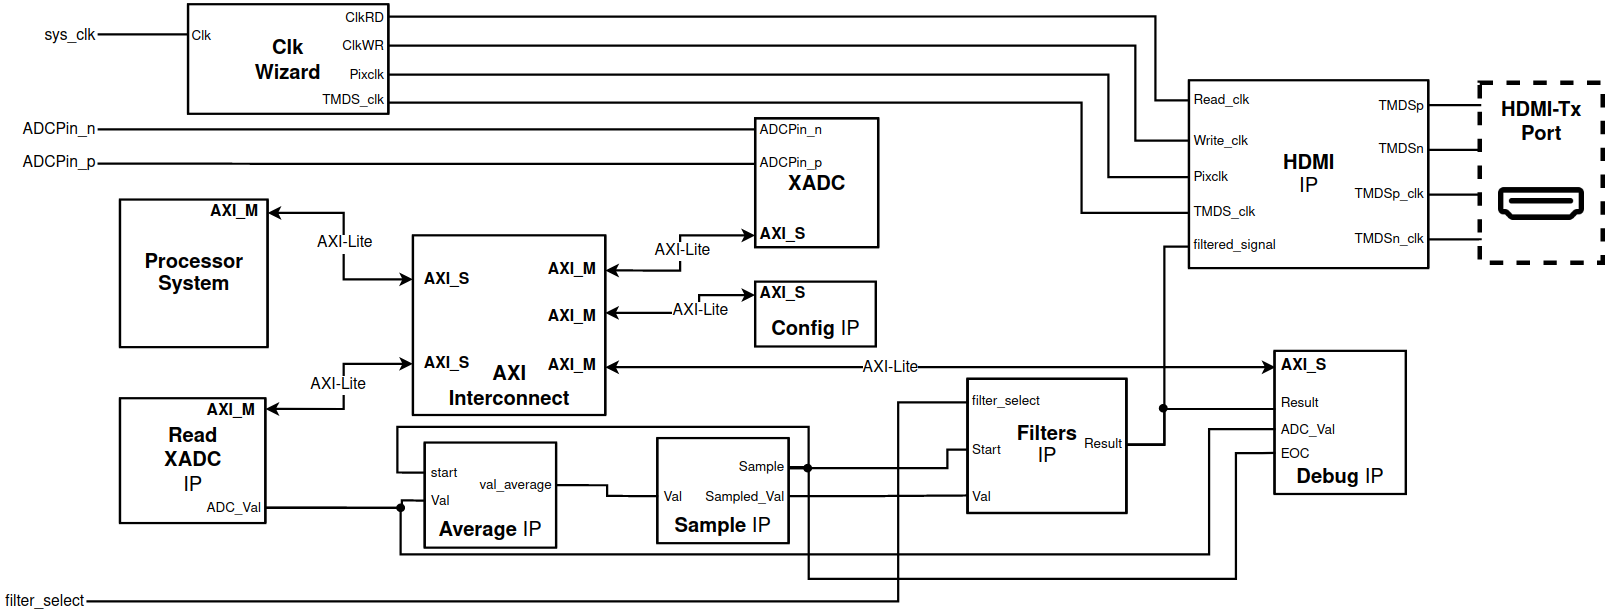 sys_clk
Clk
Clk
Wizard
ClkRD
ClkWR
Pixclk
TMDS_clk
ADCPin_n
ADCPin_p
ADCPin_n
ADCPin_p
XADC
AXI_S
Read_clk
Write_clk
Pixclk
TMDS_clk
filtered_signal
HDMI
IP
TMDSp
TMDSn
TMDSp_clk
TMDSn_clk
HDMI-Tx
Port
AXI_M
Processor
System
AXI-Lite
AXI_S
AXI_S
AXI_M
AXI_M
AXI_M
AXI
Interconnect
AXI-Lite
AXI-Lite
AXI_S
Config IP
AXI-Lite
AXI-Lite
AXI_M
Read
XADC
IP
ADC_Val
start
Val
val_average
Average IP
Val
Sample
Sampled_Val
Sample IP
filter_select
Start
Val
Filters
IP
Result
AXI_S
Result
ADC_Val
EOC
Debug IP
filter_select